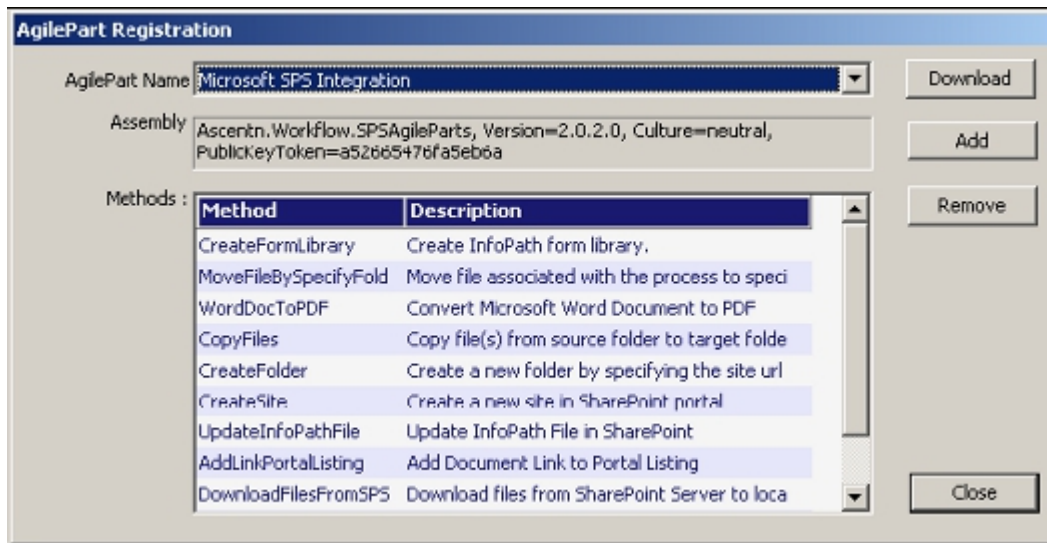 AgilePart Registration
AgilePart Name Microsoft SPS Integration Download
Assembly Ascentn.Workflow.SPSAgileParts, Version=2.0.2.0, Culture=neutral,
PublicKeyToken=a52665476fa5eb6a
Add
Methods : Method Description Remove
CreateFormLibrary Create InfoPath form library.
MoveFileBySpecifyFold Move file associated with the process to speci
WordDocToPDF Convert Microsoft Word Document to PDF
CopyFiles Copy file(s) from source folder to target folde
CreateFolder Create a new folder by specifying the site url
CreateSite Create a new site in SharePoint portal
UpdateInfoPathFile Update InfoPath File in SharePoint
AddLinkPortalListing Add Document Link to Portal Listing
DownloadFilesFromSPS Download files from SharePoint Server to loca
Close